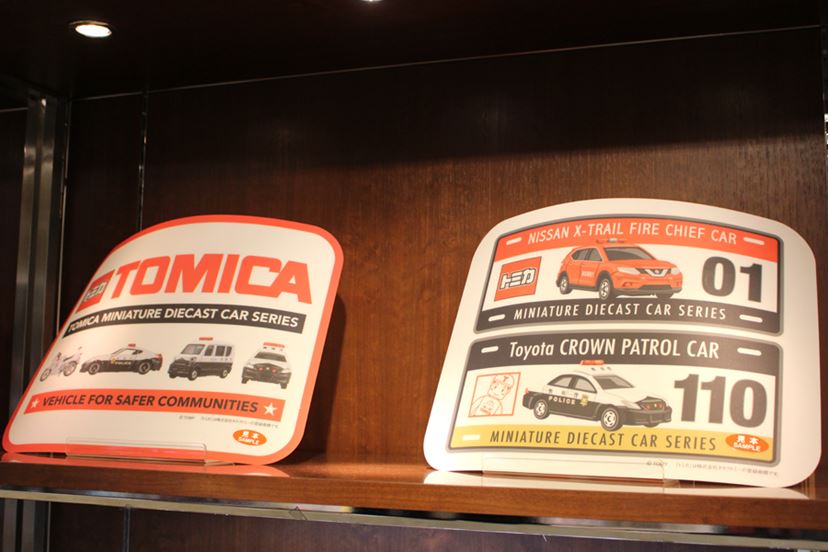 トミカ TOMICA
TOMICA MINIATURE DIECAST CAR SERIES
VEHICLE FOR SAFER COMMUNITIES
見本
SAMPLE
NISSAN X-TRAIL FIRE CHIEF CAR
トミカ
01
MINIATURE DIECAST CAR SERIES
Toyota CROWN PATROL CAR
POLICE
110
MINIATURE DIECAST CAR SERIES
見本
SAMPLE
© TOMY